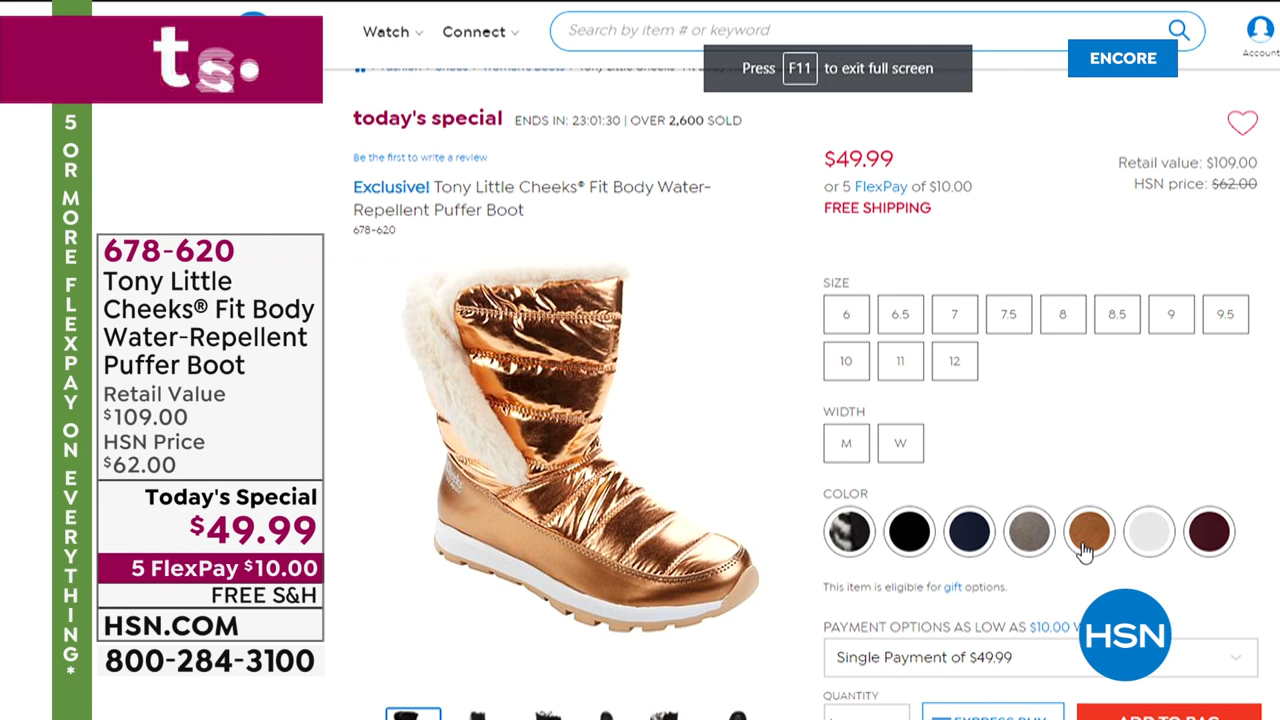 ts.
5 OR MORE FLEXPAY ON EVERYTHING*
678-620
Tony Little
Cheeks® Fit Body
Water-Repellent
Puffer Boot
Retail Value
$109.00
HSN Price
$62.00
Today's Special
$49.99
5 FlexPay $10.00
FREE S&H
HSN.COM
800-284-3100
Watch
Connect
Search by item # or keyword
Account
Press F11 to exit full screen
ENCORE
today's special ENDS IN: 23:01:30 | OVER 2,600 SOLD
Be the first to write a review
Exclusive! Tony Little Cheeks® Fit Body Water-
Repellent Puffer Boot
678-620
$49.99
or 5 FlexPay of $10.00
FREE SHIPPING
Retail value: $109.00
HSN price: $62.00
SIZE
6 6.5 7 7.5 8 8.5 9 9.5
10 11 12
WIDTH
M W
COLOR
This item is eligible for gift options.
PAYMENT OPTIONS AS LOW AS $10.00
HSN
Single Payment of $49.99
QUANTITY
EXPRESS BUY
ADD TO BAG